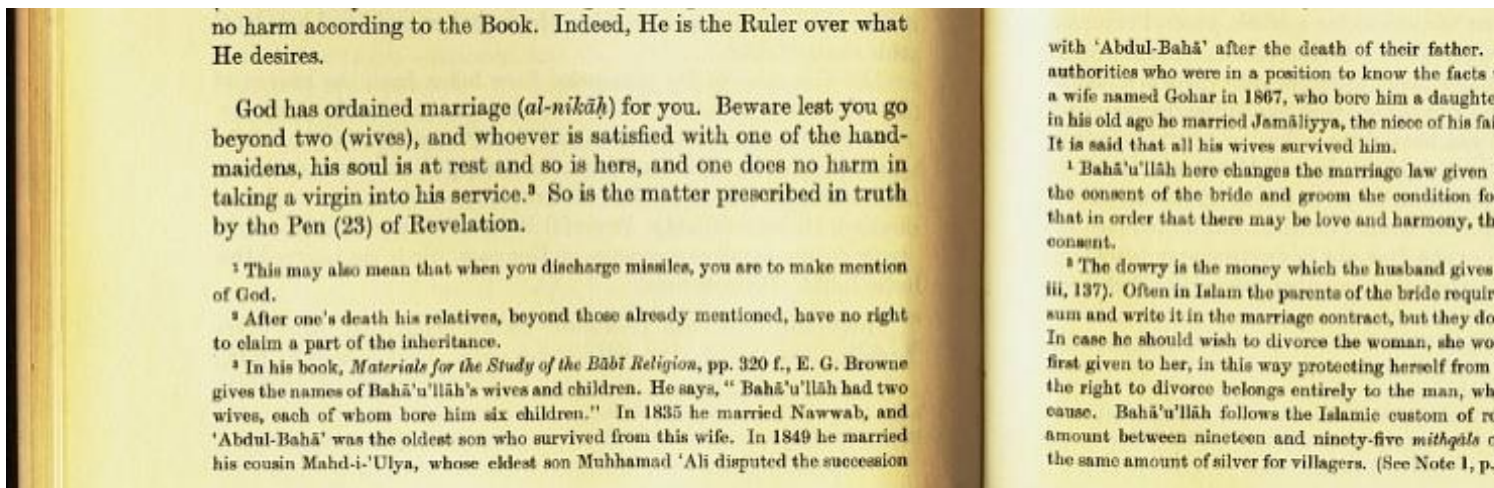 no harm according to the Book. Indeed, He is the Ruler over what
He desires.
God has ordained marriage (al-nikāḥ) for you. Beware lest you go
beyond two (wives), and whoever is satisfied with one of the hand-
maidens, his soul is at rest and so is hers, and one does no harm in
taking a virgin into his service.³ So is the matter prescribed in truth
by the Pen (23) of Revelation.
¹ This may also mean that when you discharge missiles, you are to make mention
of God.
² After one's death his relatives, beyond those already mentioned, have no right
to claim a part of the inheritance.
³ In his book, Materials for the Study of the Bābī Religion, pp. 320 f., E. G. Browne
gives the names of Bahā'u'llāh's wives and children. He says, “ Bahā'u'llāh had two
wives, each of whom bore him six children.” In 1835 he married Nawwab, and
'Abdul-Bahā' was the oldest son who survived from this wife. In 1849 he married
his cousin Mahd-i-'Ulya, whose eldest son Muhhamad 'Ali disputed the succession
with 'Abdul-Bahā' after the death of their father.
authorities who were in a position to know the facts
a wife named Gohar in 1867, who bore him a daughte
in his old age he married Jamāliyya, the niece of his fai
It is said that all his wives survived him.
¹ Bahā'u'llāh here changes the marriage law given
the consent of the bride and groom the condition fo
that in order that there may be love and harmony, th
consent.
² The dowry is the money which the husband gives
iii, 137). Often in Islam the parents of the bride requir
sum and write it in the marriage contract, but they do
In case he should wish to divorce the woman, she wo
first given to her, in this way protecting herself from
the right to divorce belongs entirely to the man, wh
cause. Bahā'u'llāh follows the Islamic custom of re
amount between nineteen and ninety-five mithqāls o
the same amount of silver for villagers. (See Note 1, p.